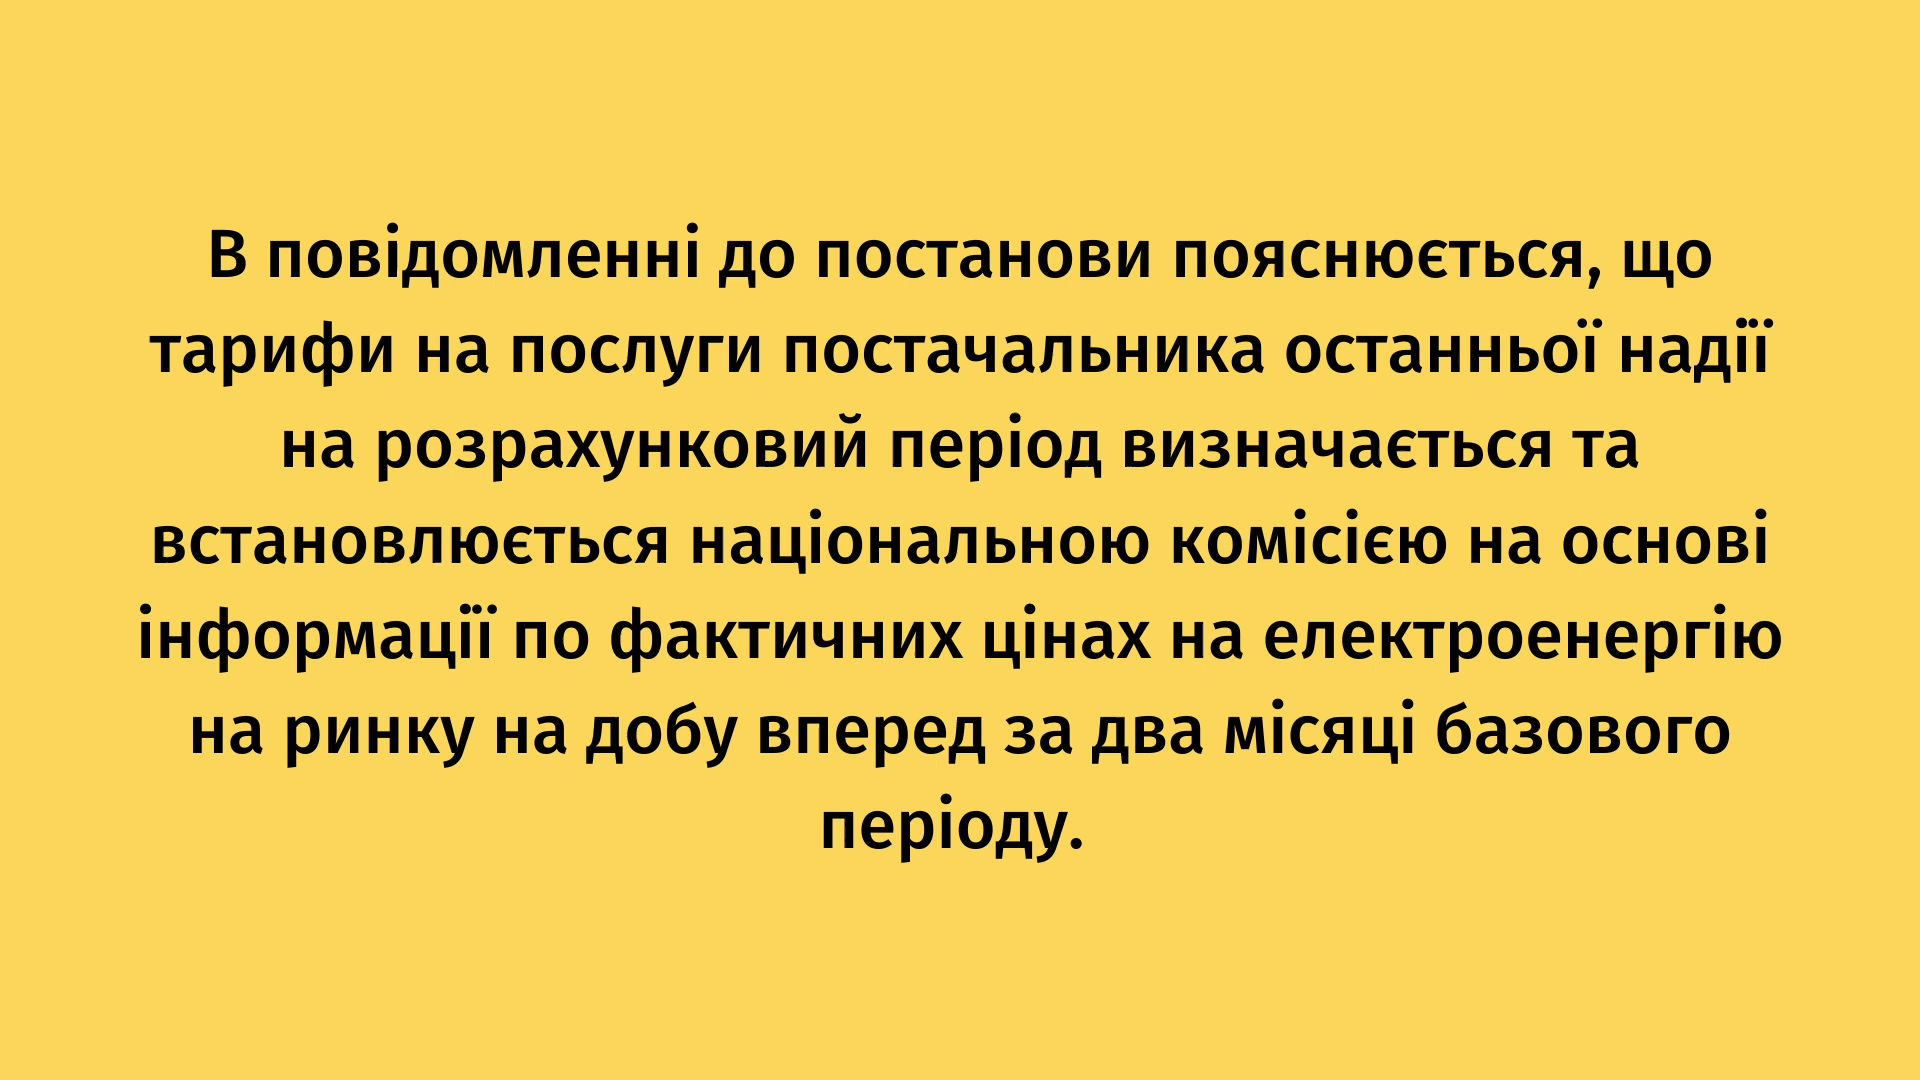 В повідомленні до постанови пояснюється, що
тарифи на послуги постачальника останньої надії
на розрахунковий період визначається та
встановлюється національною комісією на основі
інформації по фактичних цінах на електроенергію
на ринку на добу вперед за два місяці базового
періоду.